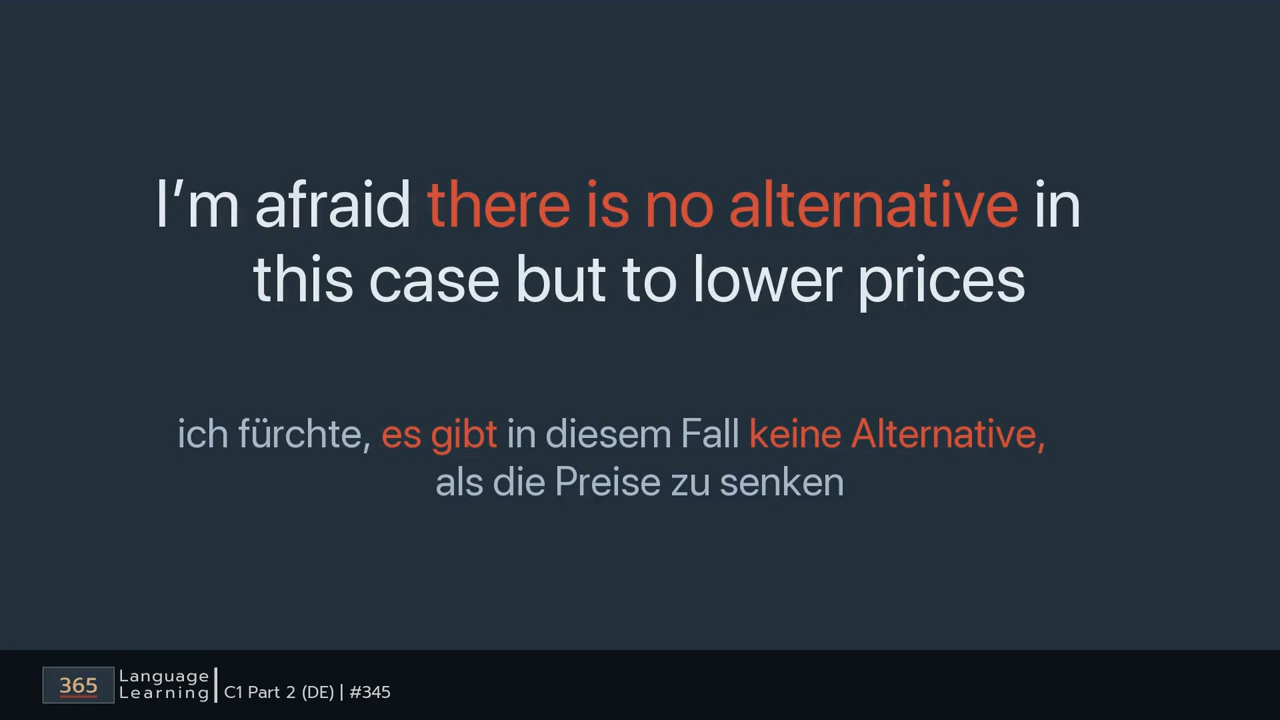 I’m afraid there is no alternative in
this case but to lower prices
ich fürchte, es gibt in diesem Fall keine Alternative,
als die Preise zu senken
365 Language
Learning
C1 Part 2 (DE) | #345